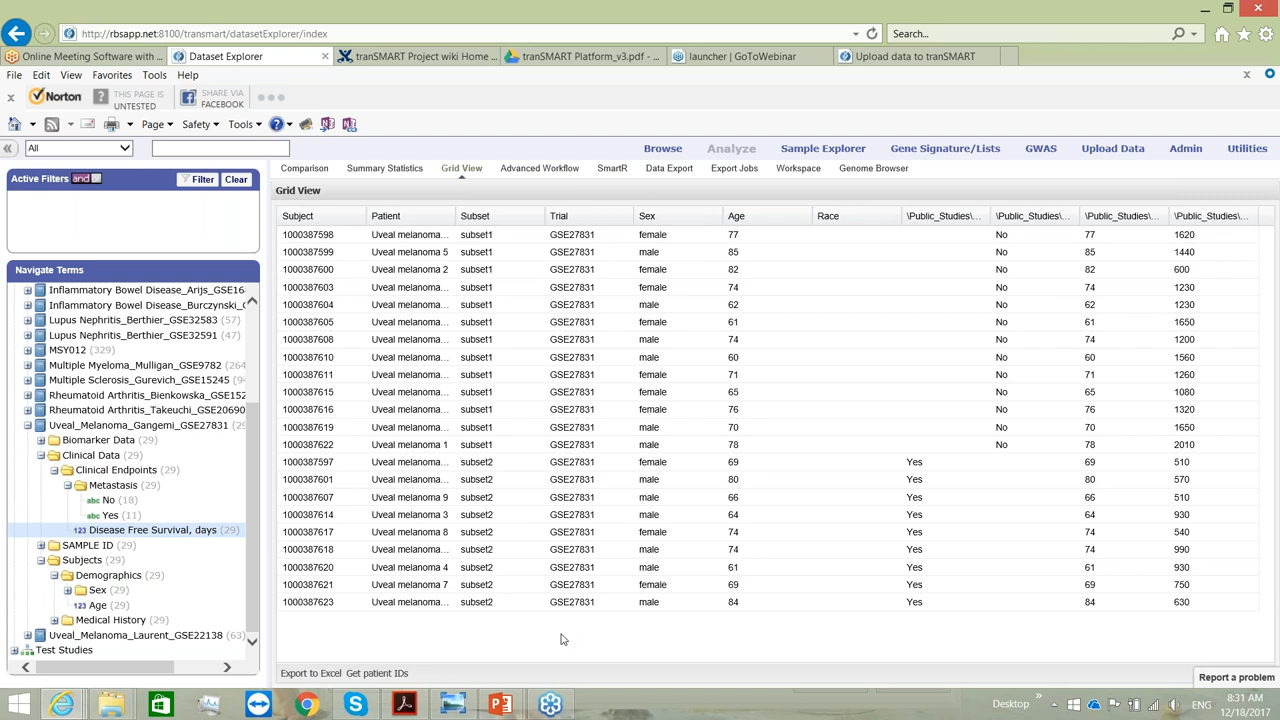 http://rbsapp.net:8100/transmart/datasetExplorer/index
Search...
Online Meeting Software with ...
Dataset Explorer
tranSMART Project wiki Home ...
tranSMART Platform_v3.pdf - ...
launcher | GoToWebinar
Upload data to tranSMART
File Edit View Favorites Tools Help
Norton
THIS PAGE IS UNTESTED
SHARE VIA FACEBOOK
Page Safety Tools
All
Browse Analyze Sample Explorer Gene Signature/Lists GWAS Upload Data Admin Utilities
Active Filters and Filter Clear
Comparison Summary Statistics Grid View Advanced Workflow SmartR Data Export Export Jobs Workspace Genome Browser
Grid View
Navigate Terms
Inflammatory Bowel Disease_Arijs_GSE16
Inflammatory Bowel Disease_Burczynski_
Lupus Nephritis_Berthier_GSE32583 (57)
Lupus Nephritis_Berthier_GSE32591 (47)
MSY012 (329)
Multiple Myeloma_Mulligan_GSE9782 (264
Multiple Sclerosis_Gurevich_GSE15245 (9
Rheumatoid Arthritis_Bienkowska_GSE152
Rheumatoid Arthritis_Takeuchi_GSE20690
Uveal_Melanoma_Gangemi_GSE27831 (29
Biomarker Data (29)
Clinical Data (29)
Clinical Endpoints (29)
Metastasis (29)
abc No (18)
abc Yes (11)
123 Disease Free Survival, days (29)
SAMPLE ID (29)
Subjects (29)
Demographics (29)
Sex (29)
123 Age (29)
Medical History (29)
Uveal_Melanoma_Laurent_GSE22138 (63)
Test Studies
Subject Patient Subset Trial Sex Age Race \Public_Studies\... \Public_Studies\... \Public_Studies\... \Public_Studies\...
1000387598 Uveal melanoma... subset1 GSE27831 female 77 No 77 1620
1000387599 Uveal melanoma 5 subset1 GSE27831 male 85 No 85 1440
1000387600 Uveal melanoma 2 subset1 GSE27831 female 82 No 82 600
1000387603 Uveal melanoma... subset1 GSE27831 female 74 No 74 1230
1000387604 Uveal melanoma... subset1 GSE27831 male 62 No 62 1230
1000387605 Uveal melanoma... subset1 GSE27831 female 61 No 61 1650
1000387608 Uveal melanoma... subset1 GSE27831 male 74 No 74 1200
1000387610 Uveal melanoma... subset1 GSE27831 male 60 No 60 1560
1000387611 Uveal melanoma... subset1 GSE27831 female 71 No 71 1260
1000387615 Uveal melanoma... subset1 GSE27831 female 65 No 65 1080
1000387616 Uveal melanoma... subset1 GSE27831 female 76 No 76 1320
1000387619 Uveal melanoma... subset1 GSE27831 male 70 No 70 1650
1000387622 Uveal melanoma 1 subset1 GSE27831 male 78 No 78 2010
1000387597 Uveal melanoma... subset2 GSE27831 female 69 Yes 69 510
1000387601 Uveal melanoma... subset2 GSE27831 male 80 Yes 80 570
1000387607 Uveal melanoma 9 subset2 GSE27831 male 66 Yes 66 510
1000387614 Uveal melanoma 3 subset2 GSE27831 male 64 Yes 64 930
1000387617 Uveal melanoma 8 subset2 GSE27831 female 74 Yes 74 540
1000387618 Uveal melanoma... subset2 GSE27831 male 74 Yes 74 990
1000387620 Uveal melanoma 4 subset2 GSE27831 male 61 Yes 61 930
1000387621 Uveal melanoma 7 subset2 GSE27831 female 69 Yes 69 750
1000387623 Uveal melanoma... subset2 GSE27831 male 84 Yes 84 630
Export to Excel Get patient IDs
Report a problem
Desktop
8:31 AM
12/18/2017